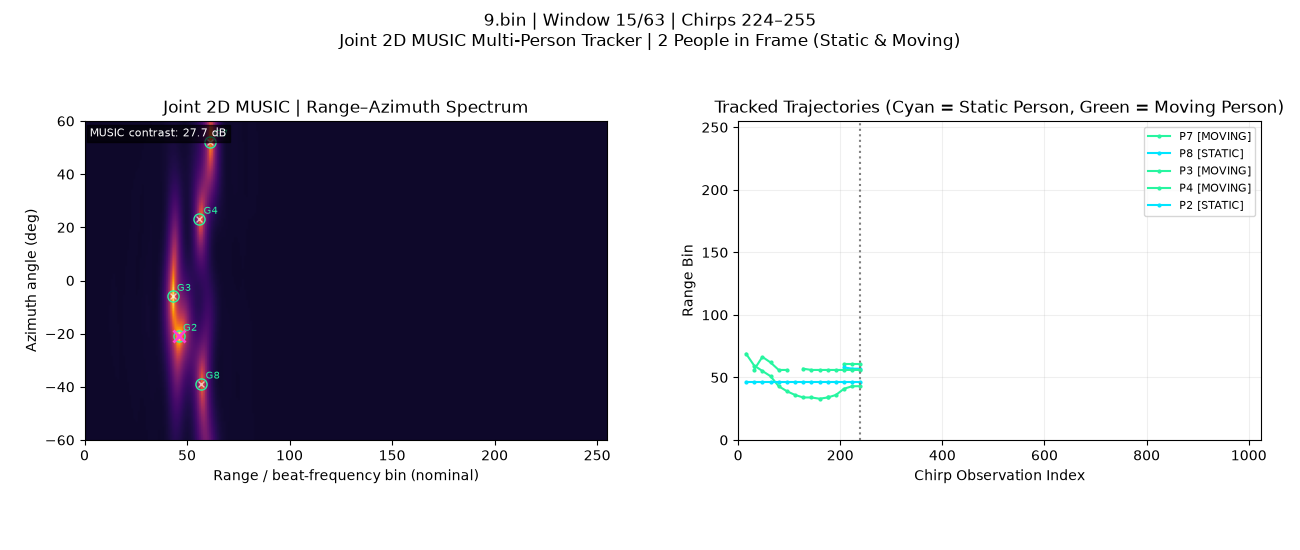 9.bin | Window 15/63 | Chirps 224–255
Joint 2D MUSIC Multi-Person Tracker | 2 People in Frame (Static & Moving)
Joint 2D MUSIC | Range–Azimuth Spectrum
MUSIC contrast: 27.7 dB
G4
G3
G2
G8
60
40
20
0
−20
−40
−60
Azimuth angle (deg)
0
50
100
150
200
250
Range / beat-frequency bin (nominal)
Tracked Trajectories (Cyan = Static Person, Green = Moving Person)
P7 [MOVING]
P8 [STATIC]
P3 [MOVING]
P4 [MOVING]
P2 [STATIC]
250
200
150
100
50
0
Range Bin
0
200
400
600
800
1000
Chirp Observation Index